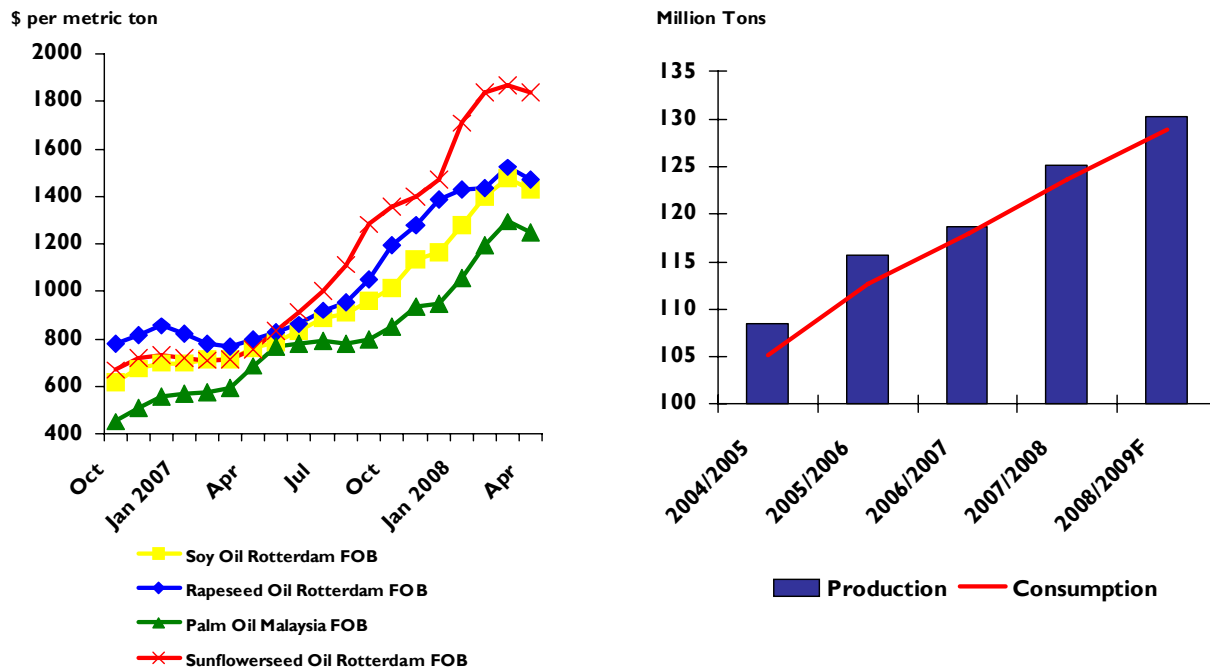 $ per metric ton
2000
1800
1600
1400
1200
1000
800
600
400
Oct
Jan 2007
Apr
Jul
Oct
Jan 2008
Apr
Soy Oil Rotterdam FOB
Rapeseed Oil Rotterdam FOB
Palm Oil Malaysia FOB
Sunflowerseed Oil Rotterdam FOB
Million Tons
135
130
125
120
115
110
105
100
2004/2005
2005/2006
2006/2007
2007/2008
2008/2009F
Production Consumption